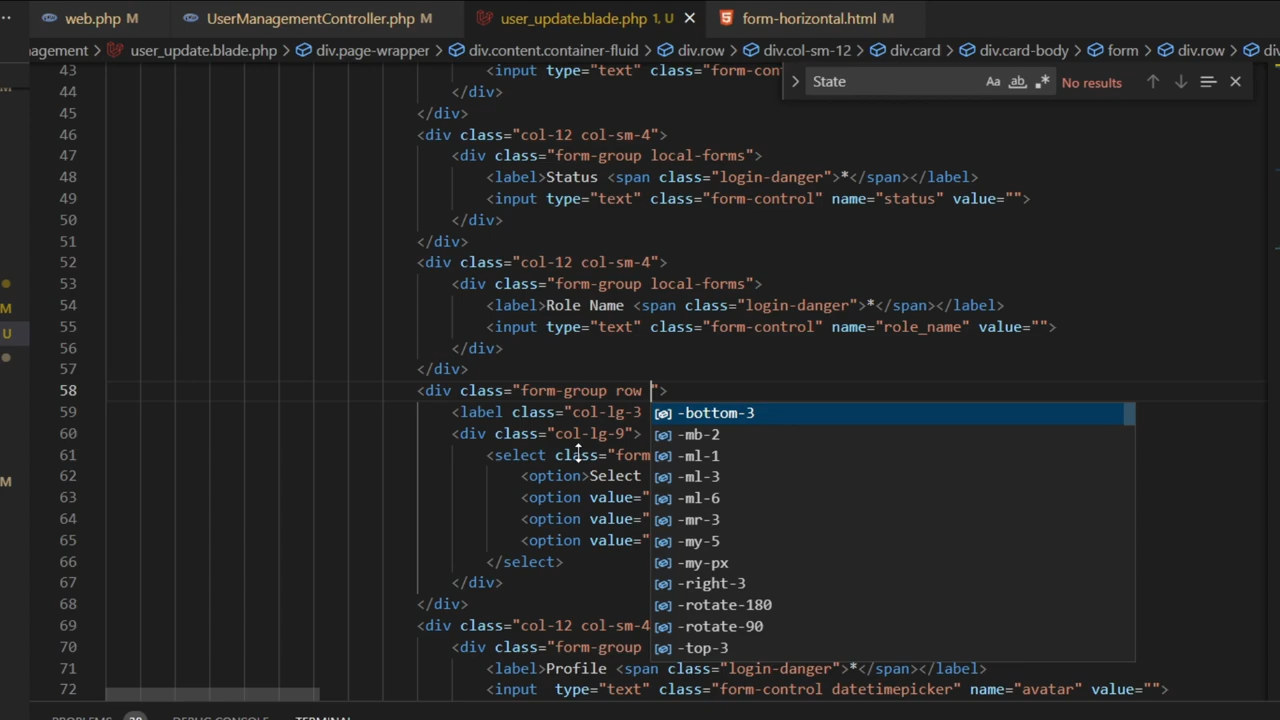 web.php M UserManagementController.php M user_update.blade.php 1, U form-horizontal.html M
nagement > user_update.blade.php > div.page-wrapper > div.content.container-fluid > div.row > div.col-sm-12 > div.card > div.card-body > form > div.row >
State Aa ab No results
43 <input type="text" class="form-cont
44 </div>
45 </div>
46 <div class="col-12 col-sm-4">
47 <div class="form-group local-forms">
48 <label>Status <span class="login-danger">*</span></label>
49 <input type="text" class="form-control" name="status" value="">
50 </div>
51 </div>
52 <div class="col-12 col-sm-4">
53 <div class="form-group local-forms">
54 <label>Role Name <span class="login-danger">*</span></label>
55 <input type="text" class="form-control" name="role_name" value="">
56 </div>
57 </div>
58 <div class="form-group row ">
59 <label class="col-lg-3 -bottom-3
60 <div class="col-lg-9"> -mb-2
61 <select class="form -ml-1
62 <option>Select -ml-3
63 <option value=" -ml-6
64 <option value=" -mr-3
65 <option value=" -my-5
66 </select> -my-px
67 </div> -right-3
68 </div> -rotate-180
69 <div class="col-12 col-sm-4 -rotate-90
70 <div class="form-group -top-3
71 <label>Profile <span class="login-danger">*</span></label>
72 <input type="text" class="form-control datetimepicker" name="avatar" value="">
PROBLEMS DEBUG CONSOLE TERMINAL